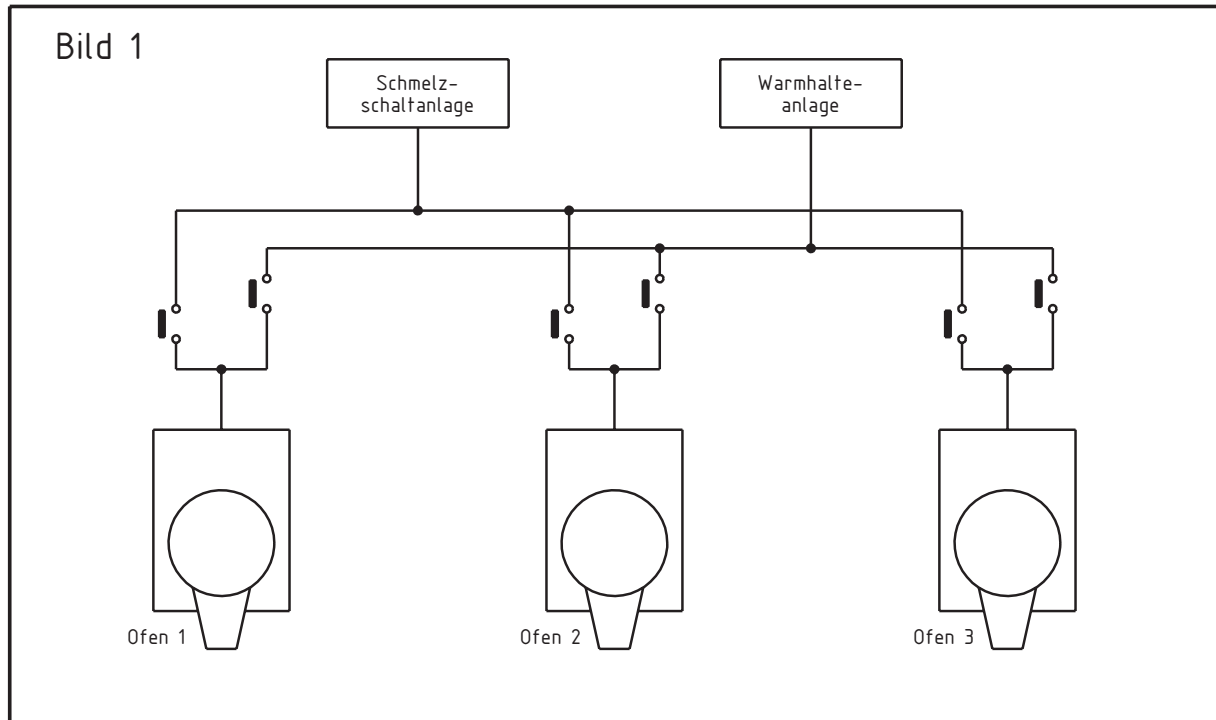 Bild 1
Schmelz-
schaltanlage
Warmhalte-
anlage
Ofen 1
Ofen 2
Ofen 3